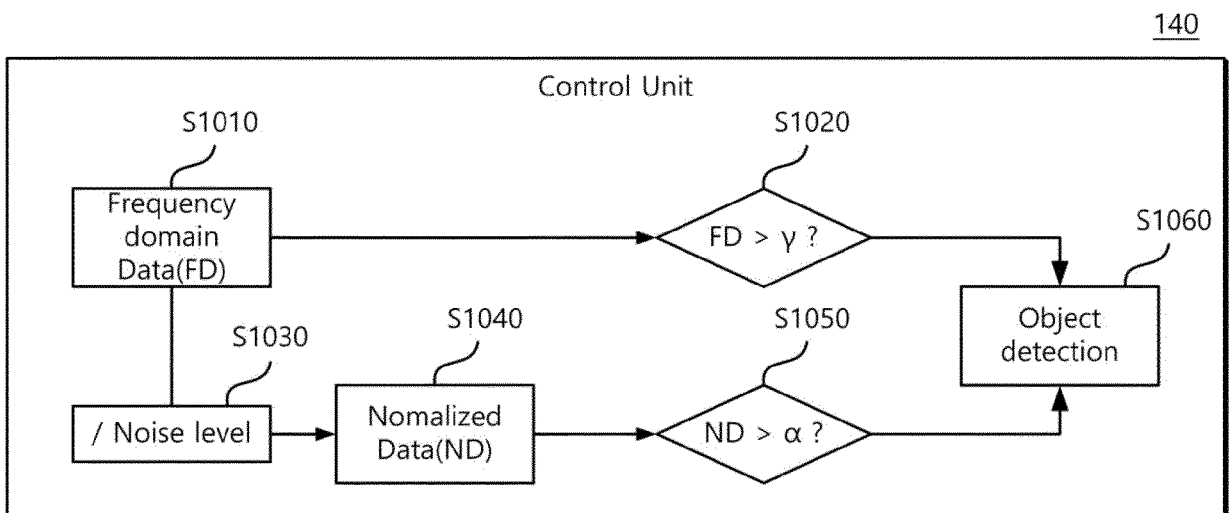 140
Control Unit
S1010
S1020
Frequency
domain
Data(FD)
FD > γ ?
S1060
Object
detection
S1030
S1040
S1050
/ Noise level
Nomalized
Data(ND)
ND > α ?